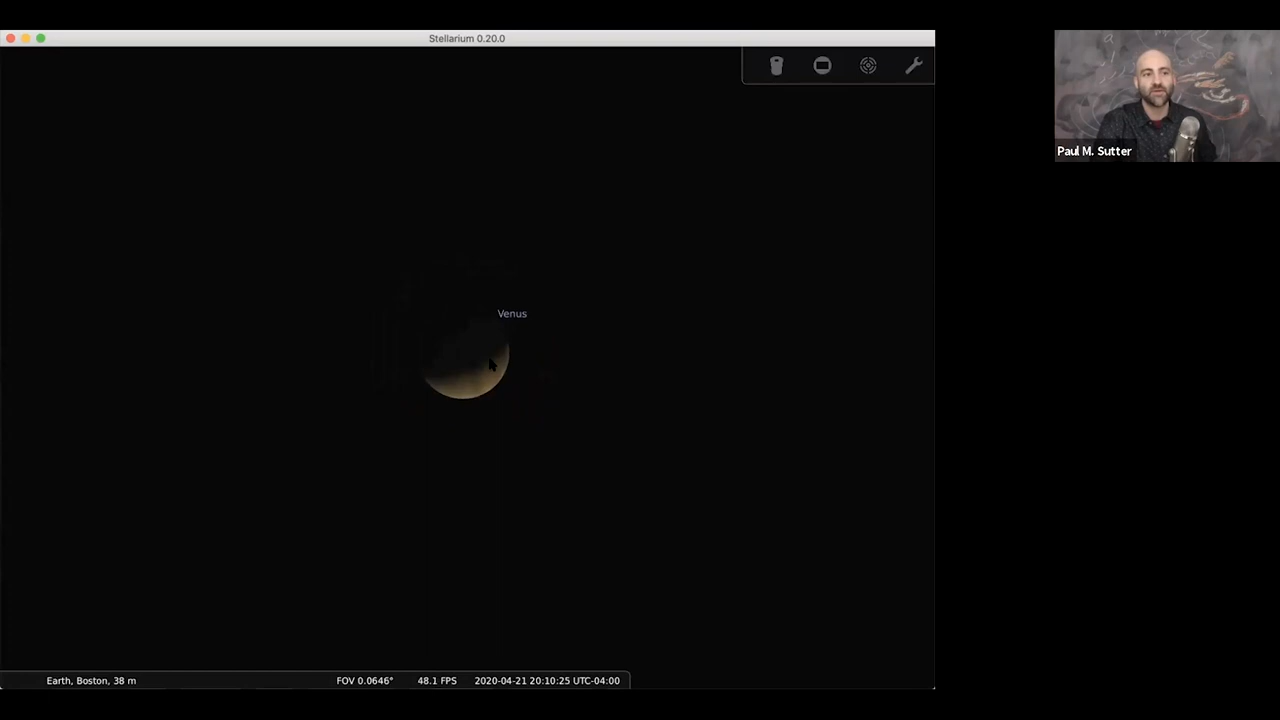 Stellarium 0.20.0
Paul M. Sutter
Venus
Earth, Boston, 38 m
FOV 0.0646°
48.1 FPS
2020-04-21 20:10:25 UTC-04:00